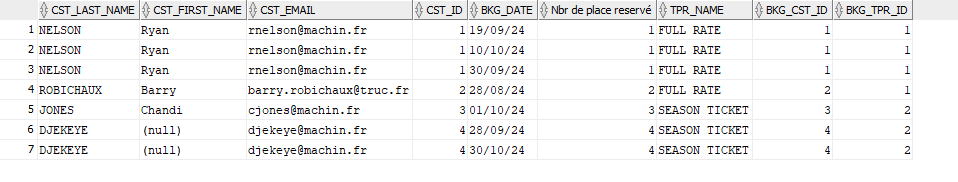 CST_LAST_NAME CST_FIRST_NAME CST_EMAIL CST_ID BKG_DATE Nbr de place reservé TPR_NAME BKG_CST_ID BKG_TPR_ID
1 NELSON Ryan rnelson@machin.fr 1 19/09/24 1 FULL RATE 1 1
2 NELSON Ryan rnelson@machin.fr 1 10/10/24 1 FULL RATE 1 1
3 NELSON Ryan rnelson@machin.fr 1 30/09/24 1 FULL RATE 1 1
4 ROBICHAUX Barry barry.robichaux@truc.fr 2 28/08/24 2 FULL RATE 2 1
5 JONES Chandi cjones@machin.fr 3 01/10/24 3 SEASON TICKET 3 2
6 DJEKEYE (null) djekeye@machin.fr 4 28/09/24 4 SEASON TICKET 4 2
7 DJEKEYE (null) djekeye@machin.fr 4 30/10/24 4 SEASON TICKET 4 2